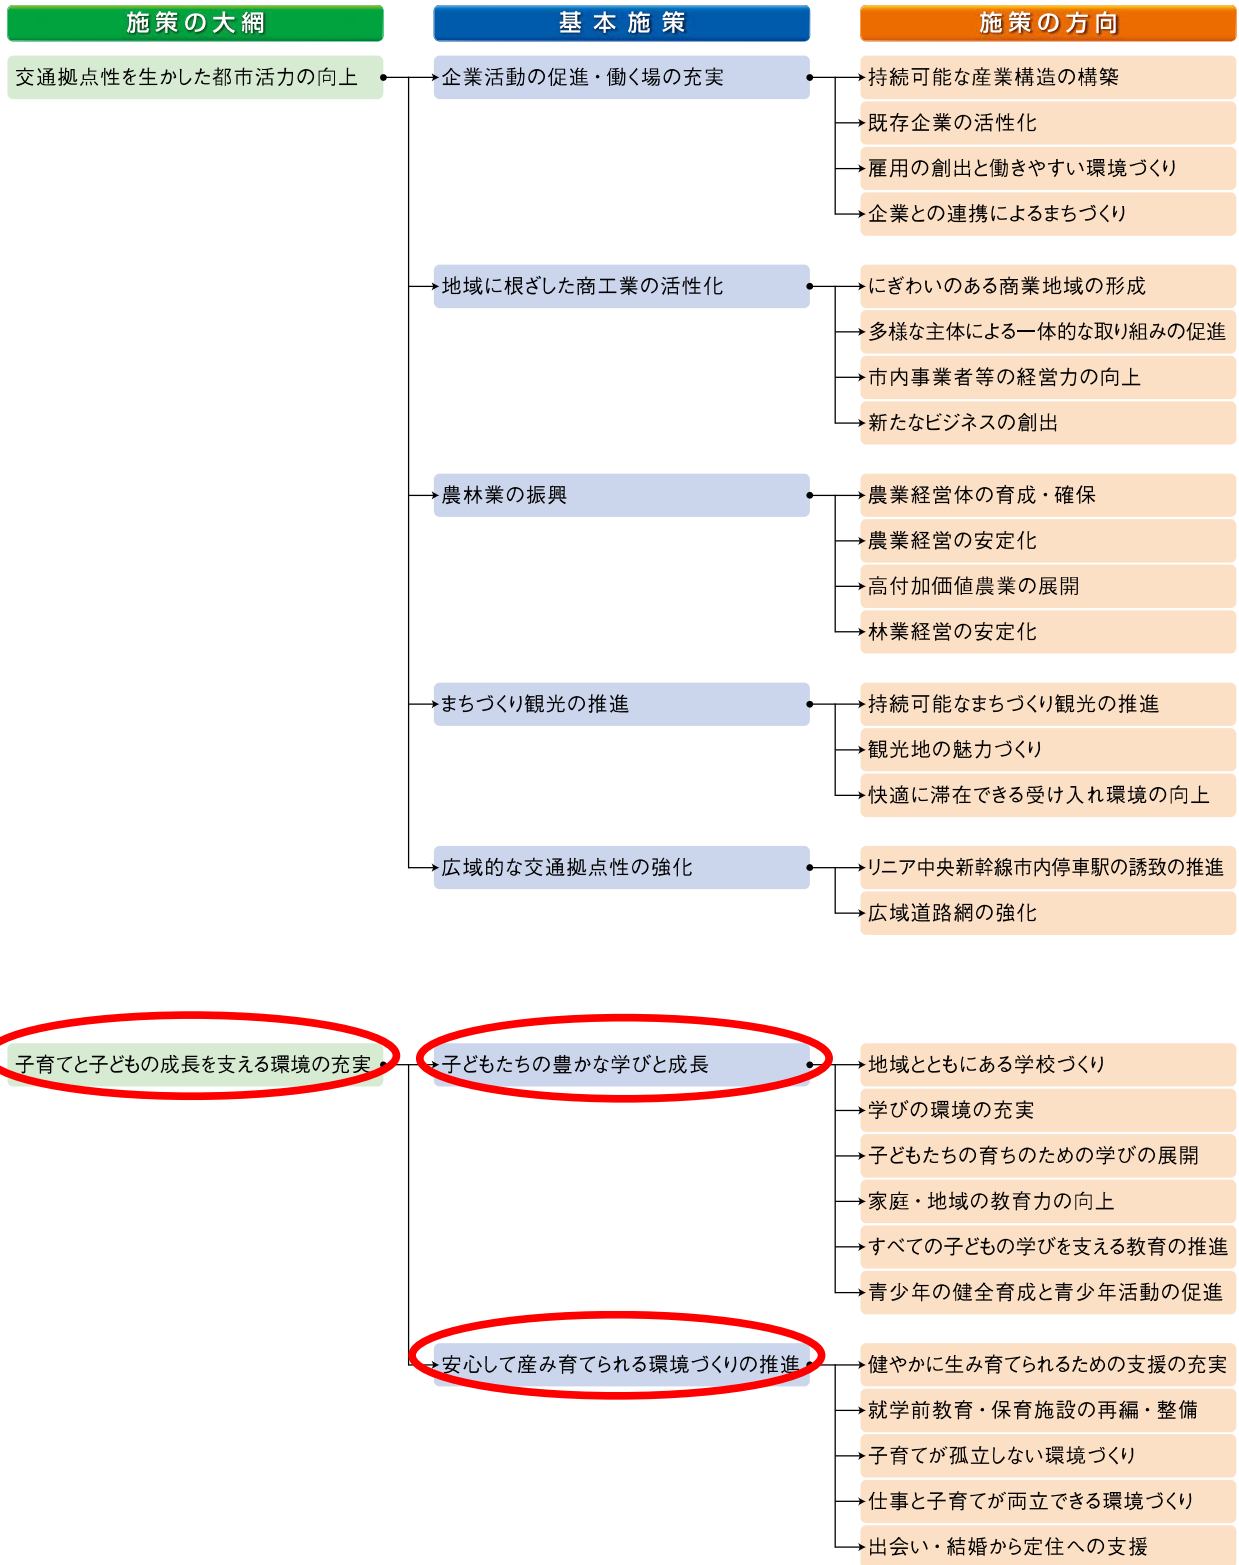 施策の大綱
基本施策
施策の方向
交通拠点性を生かした都市活力の向上
企業活動の促進・働く場の充実
持続可能な産業構造の構築
既存企業の活性化
雇用の創出と働きやすい環境づくり
企業との連携によるまちづくり
地域に根ざした商工業の活性化
にぎわいのある商業地域の形成
多様な主体による一体的な取り組みの促進
市内事業者等の経営力の向上
新たなビジネスの創出
農林業の振興
農業経営体の育成・確保
農業経営の安定化
高付加価値農業の展開
林業経営の安定化
まちづくり観光の推進
持続可能なまちづくり観光の推進
観光地の魅力づくり
快適に滞在できる受け入れ環境の向上
広域的な交通拠点性の強化
リニア中央新幹線市内停車駅の誘致の推進
広域道路網の強化
子育てと子どもの成長を支える環境の充実
子どもたちの豊かな学びと成長
地域とともにある学校づくり
学びの環境の充実
子どもたちの育ちのための学びの展開
家庭・地域の教育力の向上
すべての子どもの学びを支える教育の推進
青少年の健全育成と青少年活動の促進
安心して産み育てられる環境づくりの推進
健やかに生み育てられるための支援の充実
就学前教育・保育施設の再編・整備
子育てが孤立しない環境づくり
仕事と子育てが両立できる環境づくり
出会い・結婚から定住への支援